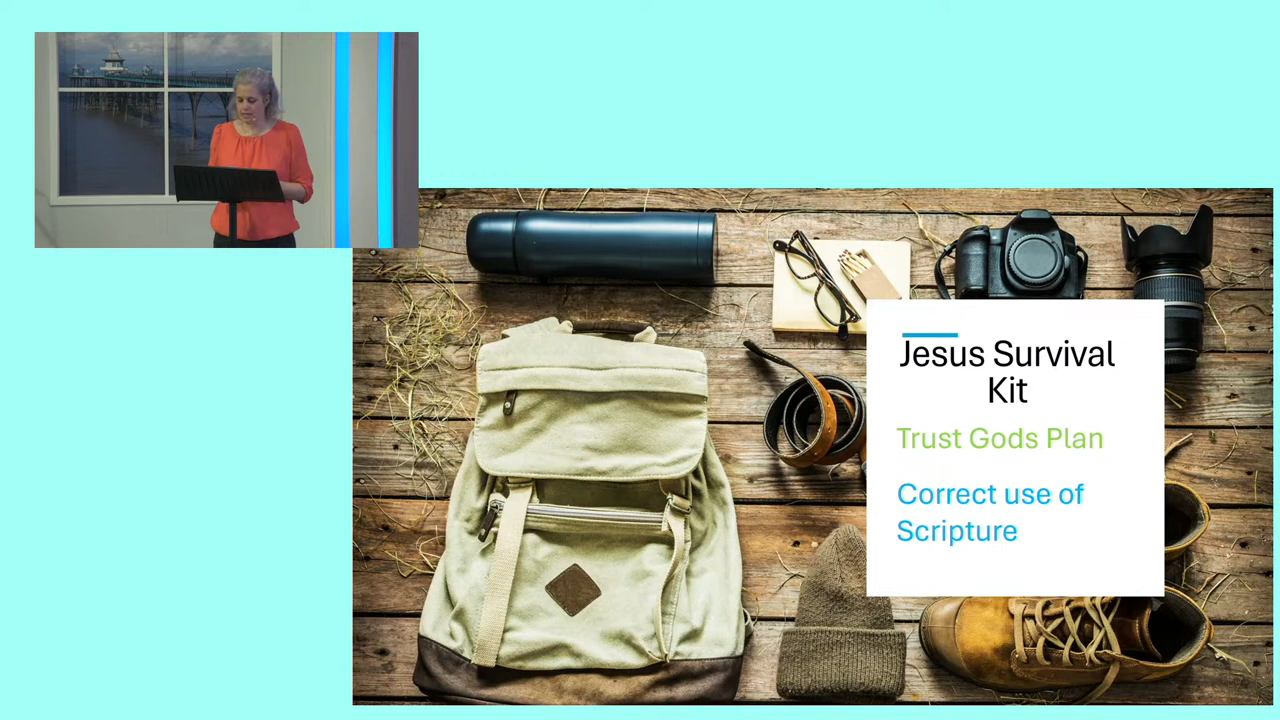 Jesus Survival
Kit
Trust Gods Plan
Correct use of
Scripture